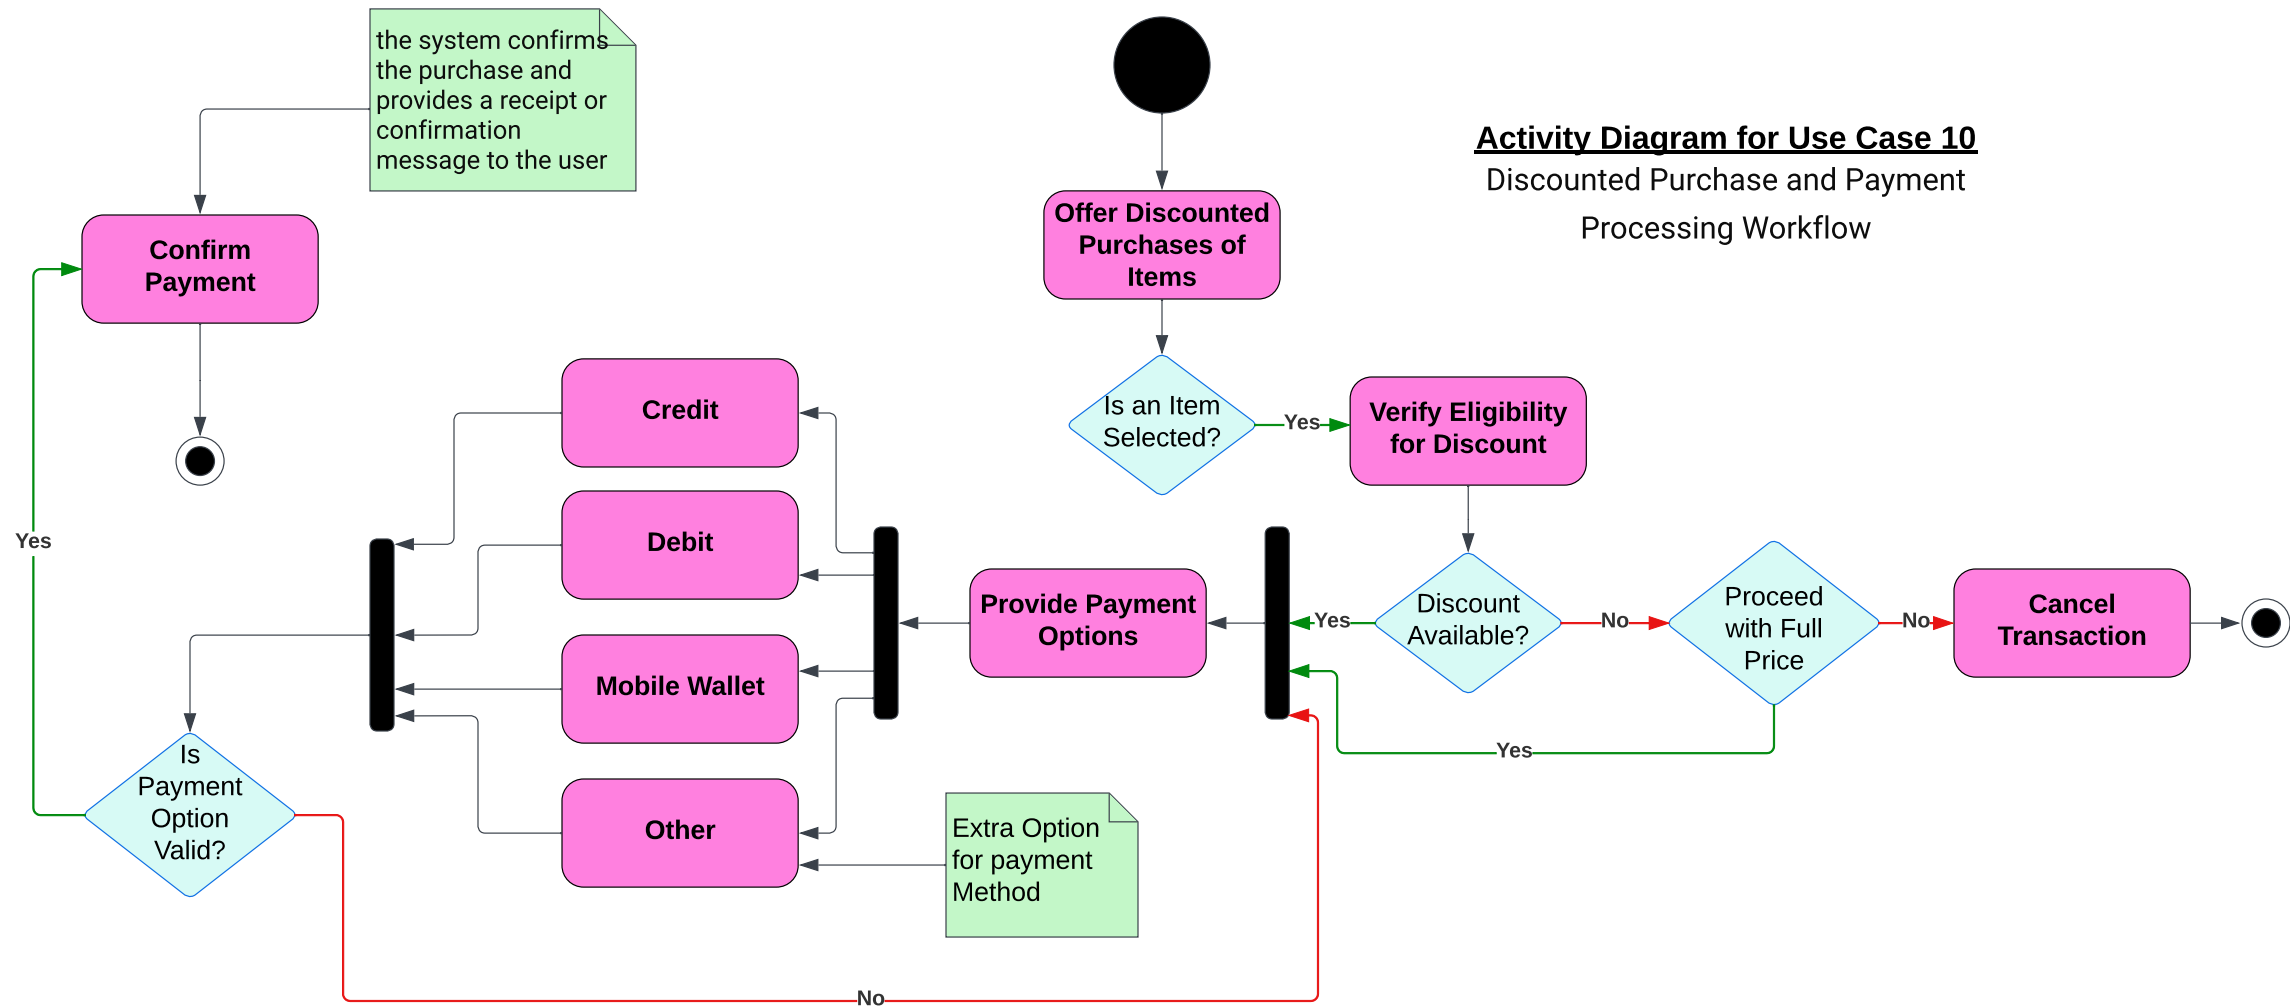 the system confirms
the purchase and
provides a receipt or
confirmation
message to the user
Activity Diagram for Use Case 10
Discounted Purchase and Payment
Processing Workflow
Offer Discounted
Purchases of
Items
Confirm
Payment
Is an Item
Selected?
Yes
Verify Eligibility
for Discount
Credit
Debit
Mobile Wallet
Other
Yes
Provide Payment
Options
Yes
Discount
Available?
No
Proceed
with Full
Price
No
Cancel
Transaction
Yes
Is
Payment
Option
Valid?
Extra Option
for payment
Method
No